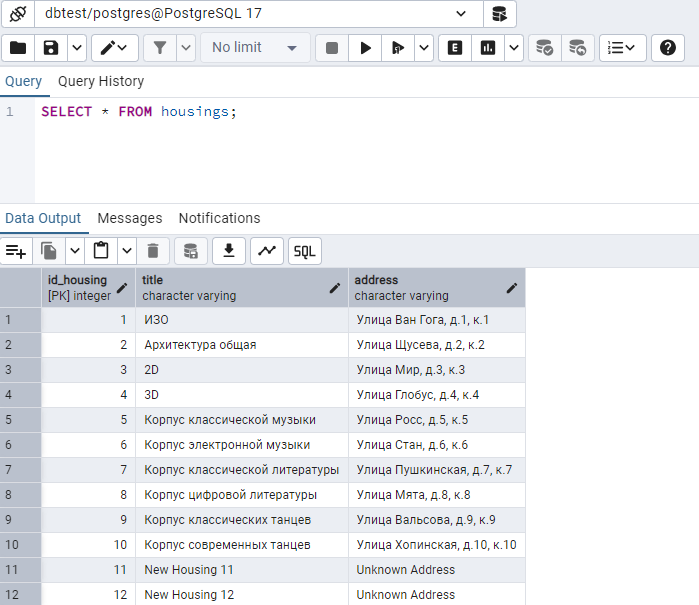 dbtest/postgres@PostgreSQL 17
No limit
E
Query Query History
1 SELECT * FROM housings;
Data Output Messages Notifications
SQL
id_housing title address
[PK] integer character varying character varying
1 1 ИЗО Улица Ван Гога, д.1, к.1
2 2 Архитектура общая Улица Щусева, д.2, к.2
3 3 2D Улица Мир, д.3, к.3
4 4 3D Улица Глобус, д.4, к.4
5 5 Корпус классической музыки Улица Росс, д.5, к.5
6 6 Корпус электронной музыки Улица Стан, д.6, к.6
7 7 Корпус классической литературы Улица Пушкинская, д.7, к.7
8 8 Корпус цифровой литературы Улица Мята, д.8, к.8
9 9 Корпус классических танцев Улица Вальсова, д.9, к.9
10 10 Корпус современных танцев Улица Хопинская, д.10, к.10
11 11 New Housing 11 Unknown Address
12 12 New Housing 12 Unknown Address